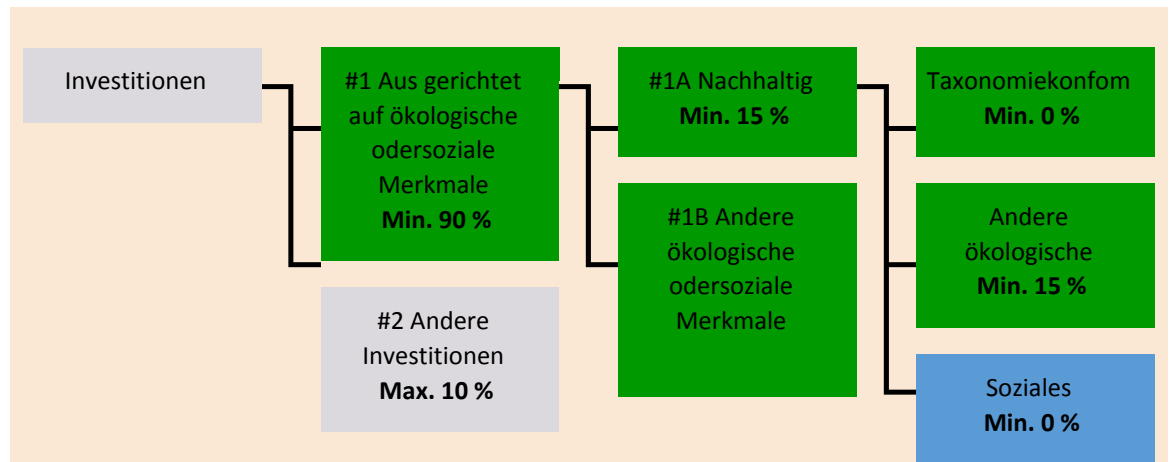 Investitionen
#1 Aus gerichtet
auf ökologische
odersoziale
Merkmale
Min. 90 %
#2 Andere
Investitionen
Max. 10 %
#1A Nachhaltig
Min. 15 %
#1B Andere
ökologische
odersoziale
Merkmale
Taxonomiekonfom
Min. 0 %
Andere
ökologische
Min. 15 %
Soziales
Min. 0 %